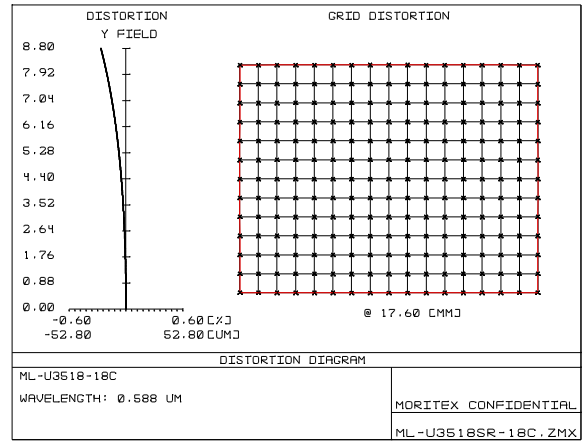 DISTORTION
Y FIELD
8.80
7.92
7.04
6.16
5.28
4.40
3.52
2.64
1.76
0.88
0.00
-0.60 0.60[%]
-52.80 52.80[UM]
GRID DISTORTION
@ 17.60 [MM]
DISTORTION DIAGRAM
ML-U3518-18C
WAVELENGTH: 0.588 UM
MORITEX CONFIDENTIAL
ML-U3518SR-18C.ZMX